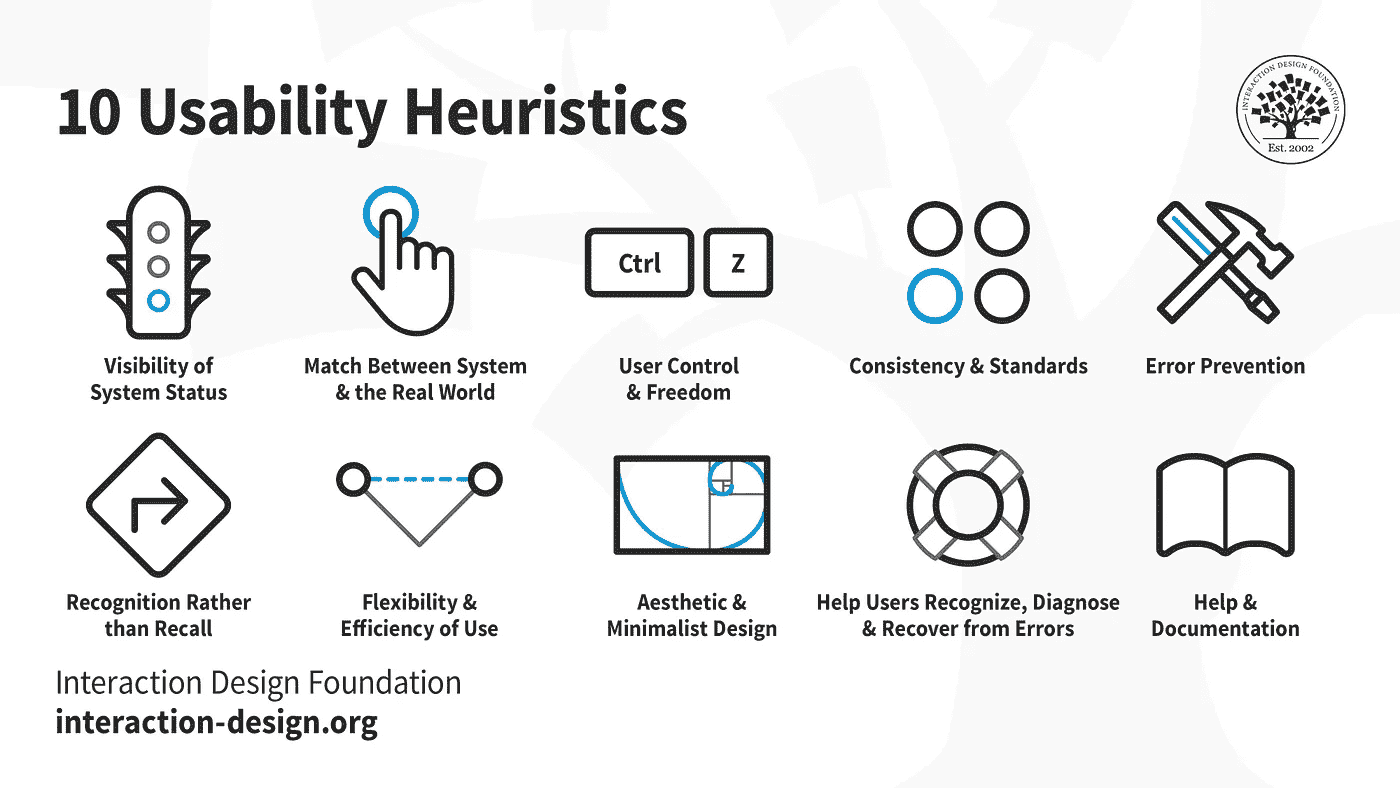 10 Usability Heuristics
INTERACTION DESIGN FOUNDATION
Est. 2002
Ctrl
Z
Visibility of
System Status
Match Between System
& the Real World
User Control
& Freedom
Consistency & Standards
Error Prevention
Recognition Rather
than Recall
Flexibility &
Efficiency of Use
Aesthetic &
Minimalist Design
Help Users Recognize, Diagnose
& Recover from Errors
Help &
Documentation
Interaction Design Foundation
interaction-design.org